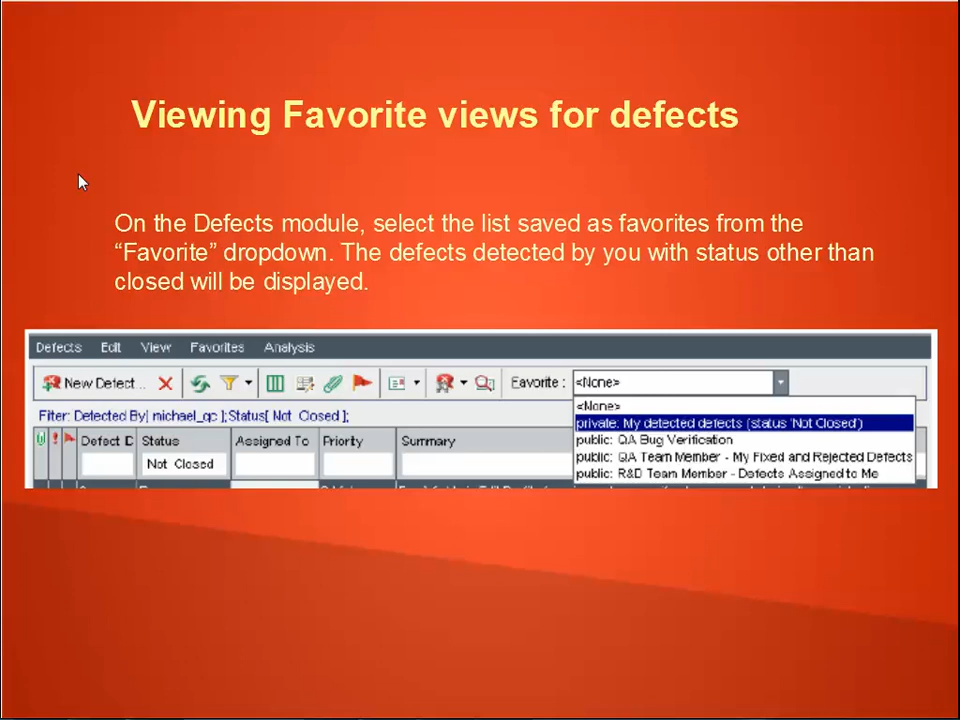 Viewing Favorite views for defects
On the Defects module, select the list saved as favorites from the
“Favorite” dropdown. The defects detected by you with status other than
closed will be displayed.
Defects Edit View Favorites Analysis
New Defect... Favorite : <None>
Filter: Detected By[ michael_qc ];Status[ Not Closed ];
<None>
private: My detected defects (status 'Not Closed')
public: QA Bug Verification
public: QA Team Member - My Fixed and Rejected Defects
public: R&D Team Member - Defects Assigned to Me
Defect D Status Assigned To Priority Summary
Not Closed